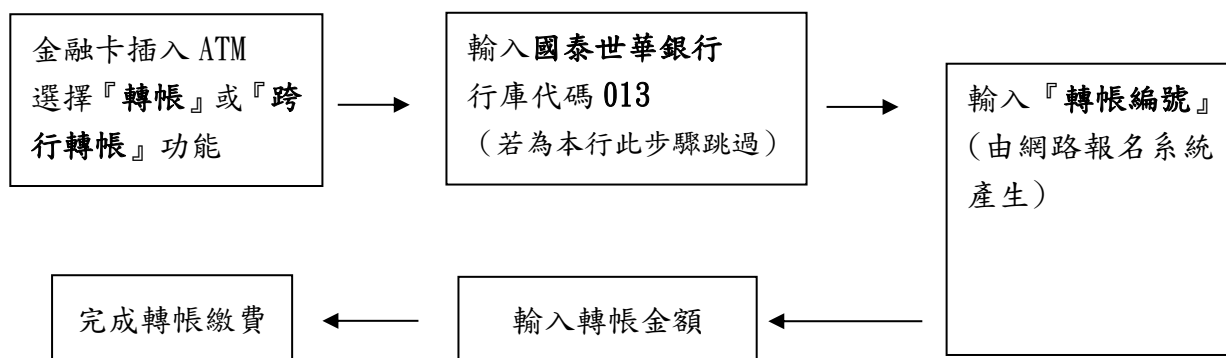 金融卡插入 ATM
選擇『轉帳』或『跨
行轉帳』功能
輸入國泰世華銀行
行庫代碼 013
（若為本行此步驟跳過）
輸入『轉帳編號』
（由網路報名系統
產生）
輸入轉帳金額
完成轉帳繳費